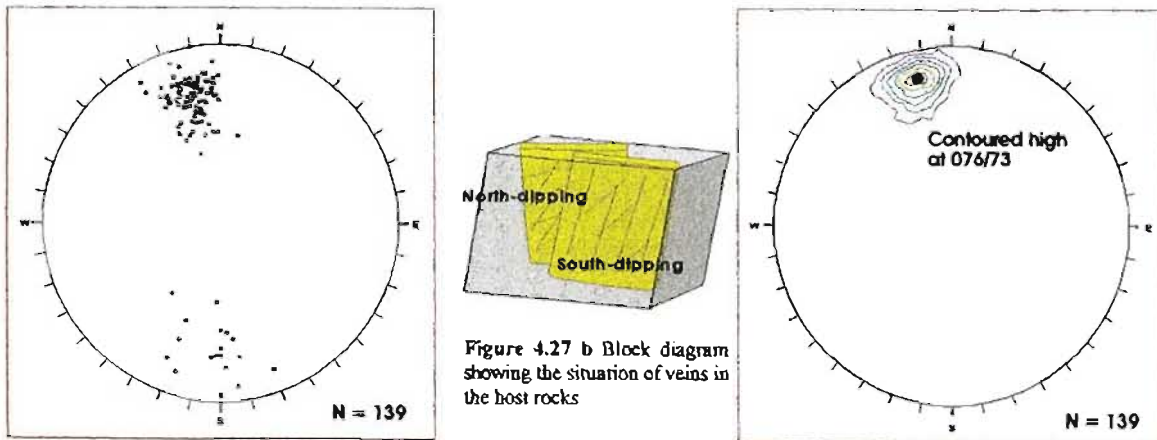 N
W
E
S
N = 139
North-dipping
South-dipping
Figure 4.27 b Block diagram
showing the situation of veins in
the host rocks
N
W
E
S
Contoured high
at 076/73
N = 139